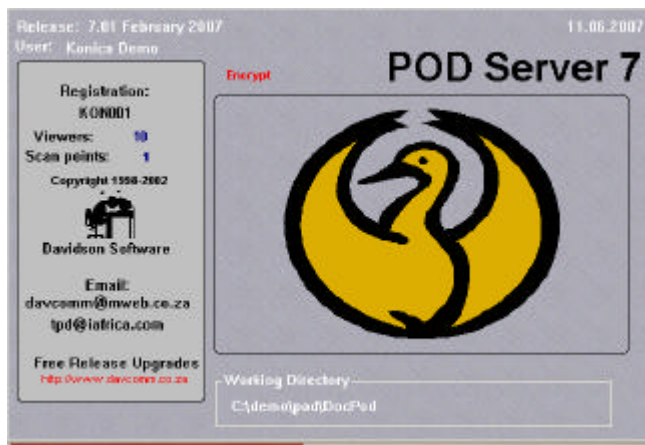 Release: 7.01 February 2007
11.06.2007
User: Konica Demo
Encrypt
POD Server 7
Registration:
KON001
Viewers: 10
Scan points: 1
Copyright 1998-2002
Davidson Software
Email:
davcomm@mweb.co.za
tpd@iafrica.com
Free Release Upgrades
http://www.davcomm.co.za
Working Directory
C:\demo\pod\DocPod